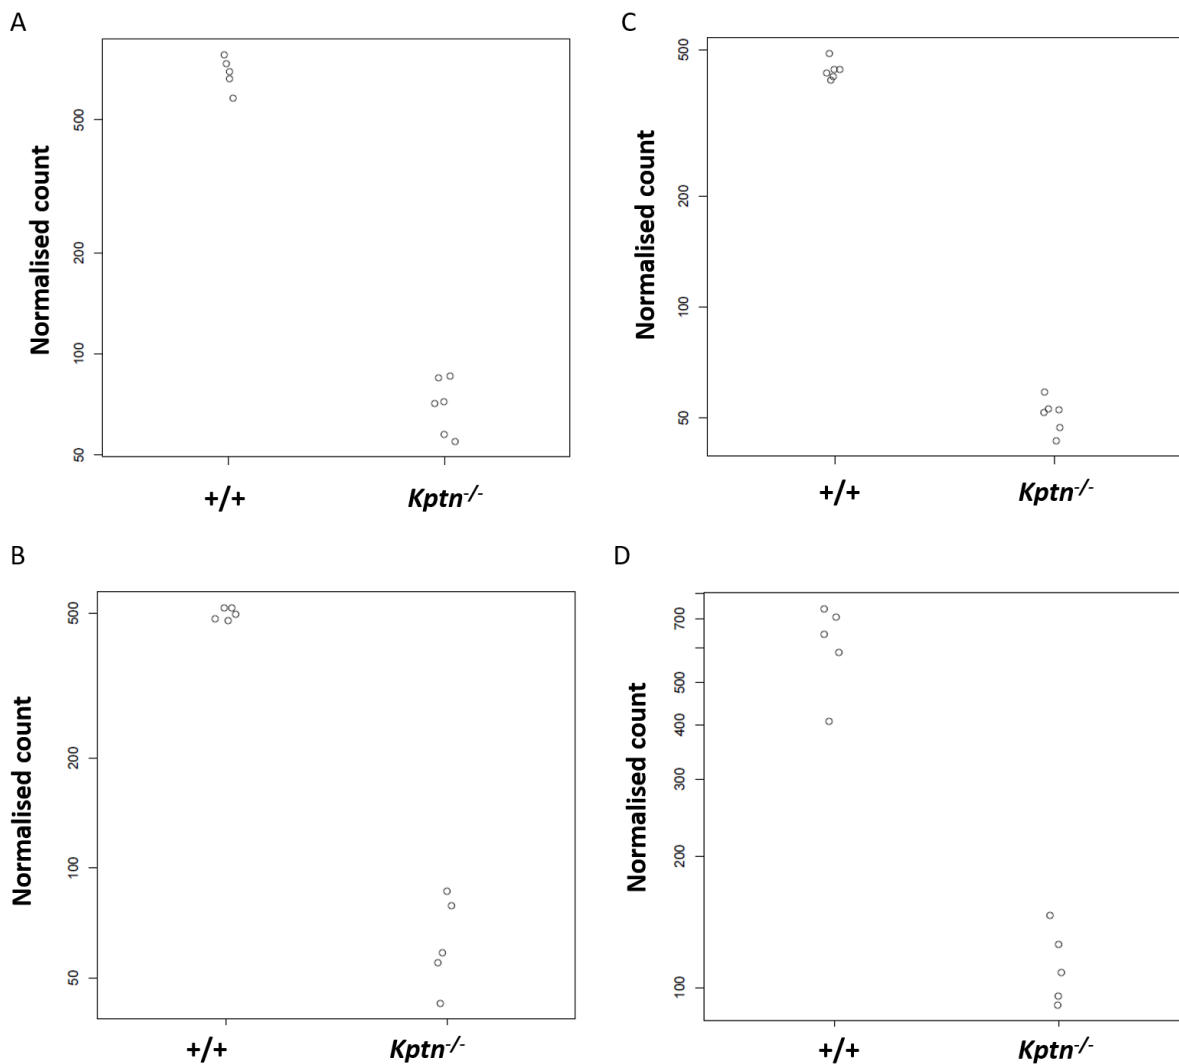 A
Normalised count
500
200
100
50
+/+
Kptn-/-
C
Normalised count
500
200
100
50
+/+
Kptn-/-
B
Normalised count
500
200
100
50
+/+
Kptn-/-
D
Normalised count
700
500
400
300
200
100
+/+
Kptn-/-